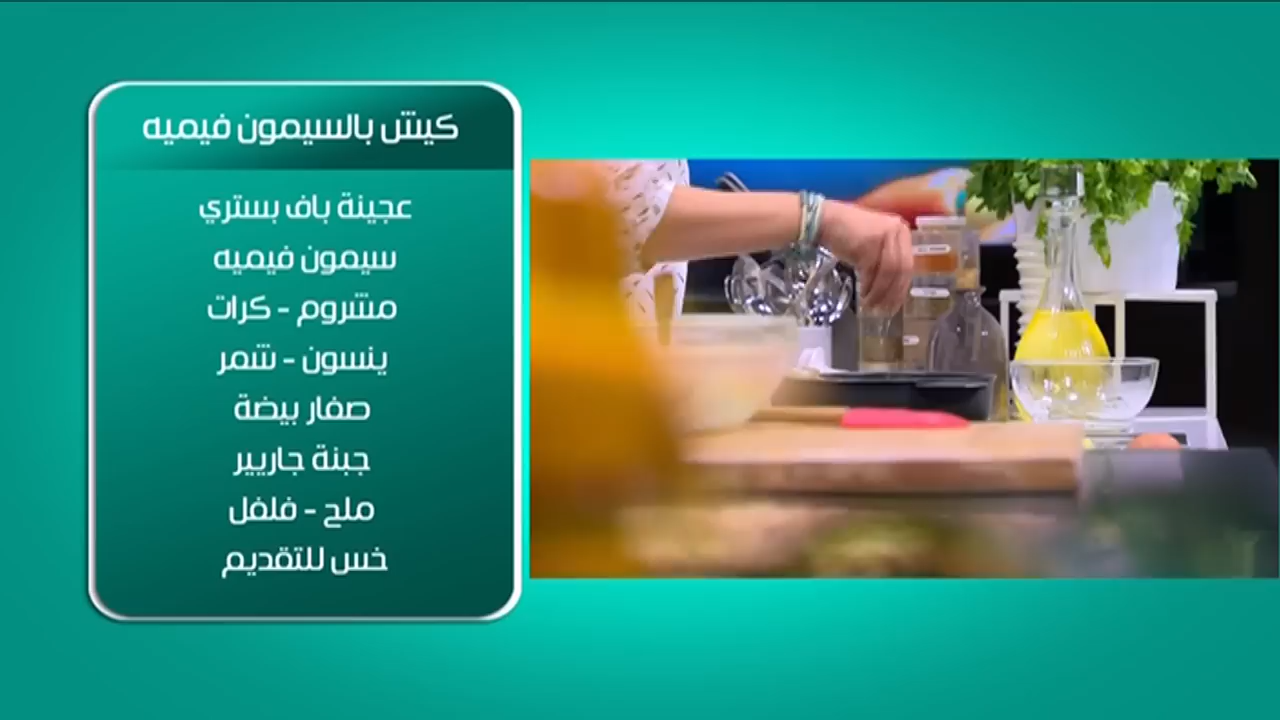 كيش بالسيمون فيميه
عجينة باف بستري
سيمون فيميه
مشروم - كرات
ينسون - شمر
صفار بيضة
جبنة جاريير
ملح - فلفل
خس للتقديم